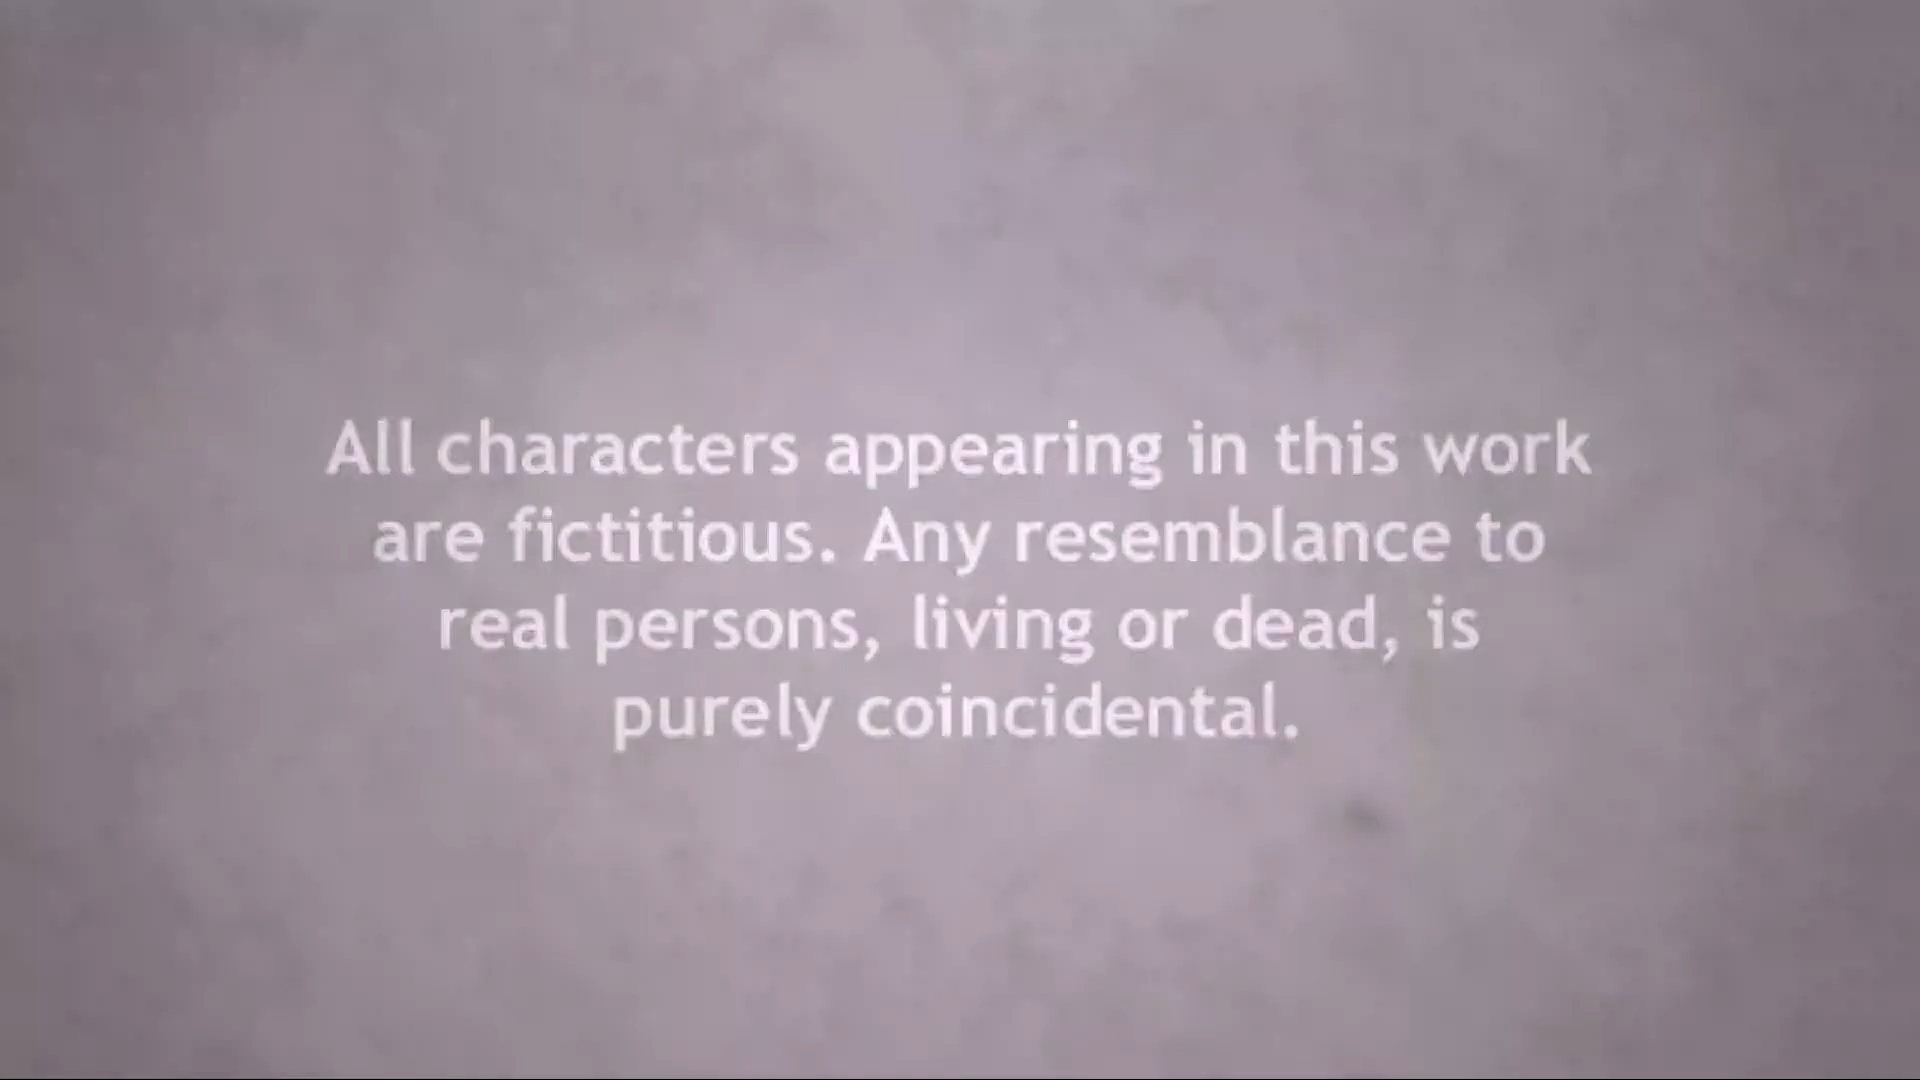 All characters appearing in this work
are fictitious. Any resemblance to
real persons, living or dead, is
purely coincidental.